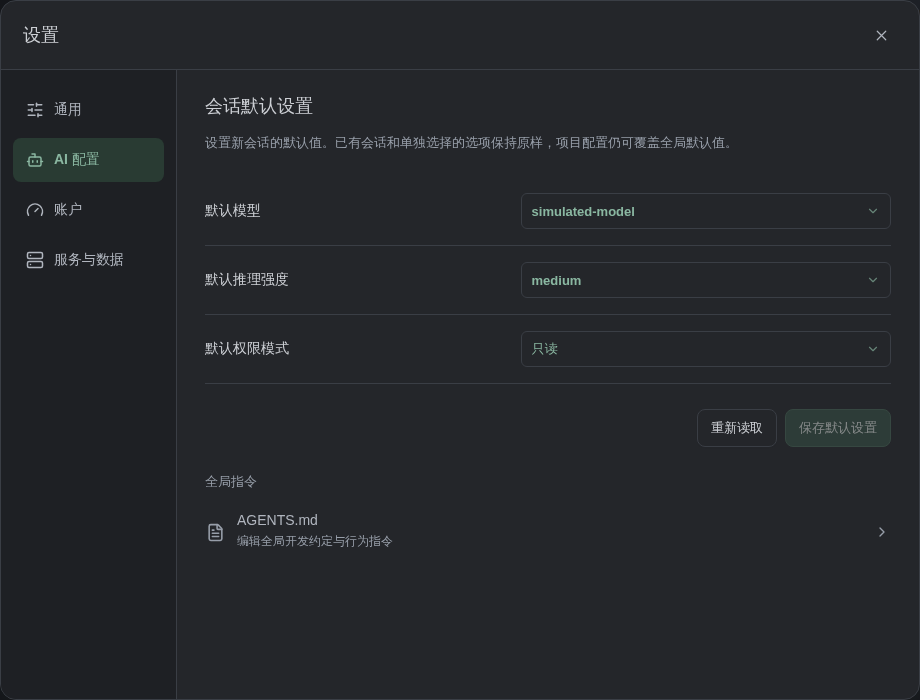 设置
通用
AI 配置
账户
服务与数据
会话默认设置
设置新会话的默认值。已有会话和单独选择的选项保持原样，项目配置仍可覆盖全局默认值。
默认模型
simulated-model
默认推理强度
medium
默认权限模式
只读
重新读取
保存默认设置
全局指令
AGENTS.md
编辑全局开发约定与行为指令